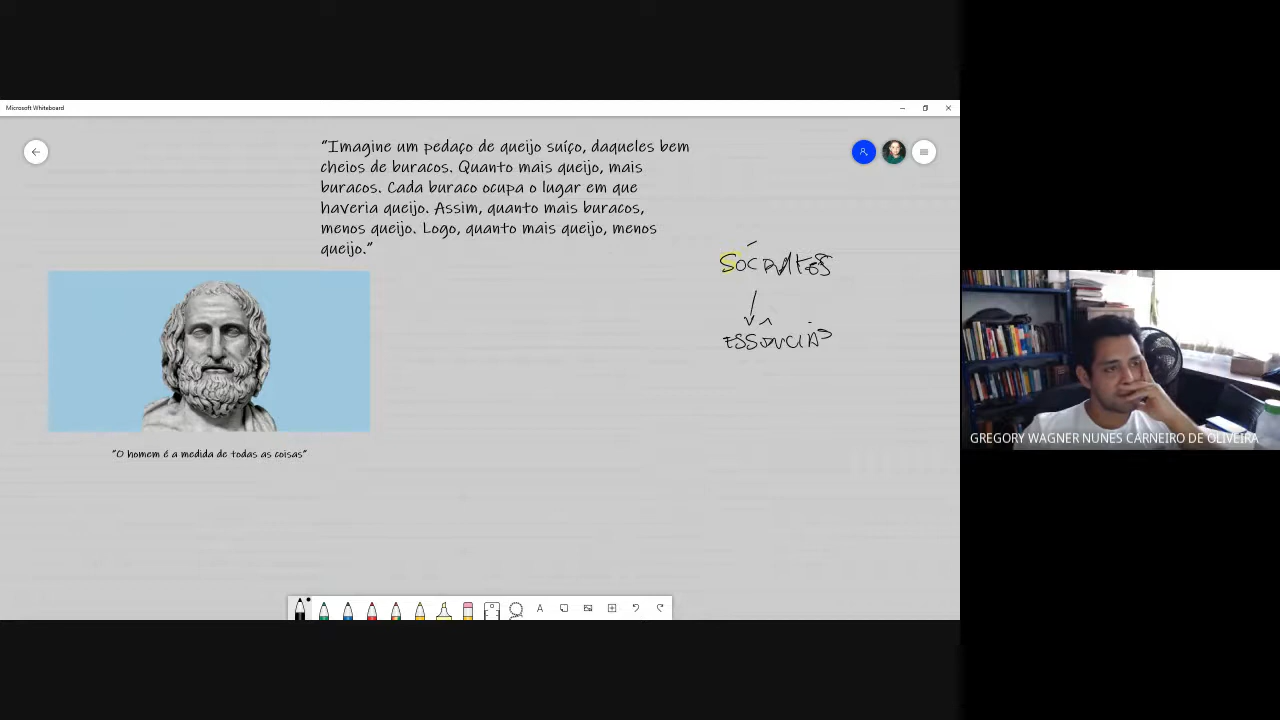 Microsoft Whiteboard
"Imagine um pedaço de queijo suíço, daqueles bem
cheios de buracos. Quanto mais queijo, mais
buracos. Cada buraco ocupa o lugar em que
haveria queijo. Assim, quanto mais buracos,
menos queijo. Logo, quanto mais queijo, menos
queijo."
SÓCRATES
ESSÊNCIA
"O homem é a medida de todas as coisas"
A
GREGORY WAGNER NUNES CARNEIRO DE OLIVEIRA